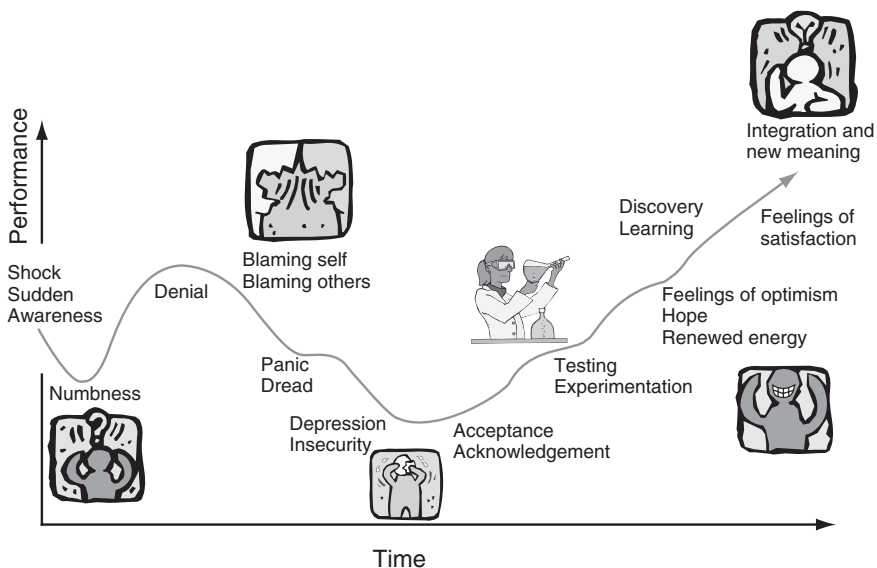 Performance
Shock
Sudden
Awareness
Numbness
Denial
Blaming self
Blaming others
Panic
Dread
Depression
Insecurity
Acceptance
Acknowledgement
Testing
Experimentation
Discovery
Learning
Feelings of optimism
Hope
Renewed energy
Feelings of
satisfaction
Integration and
new meaning
Time
?